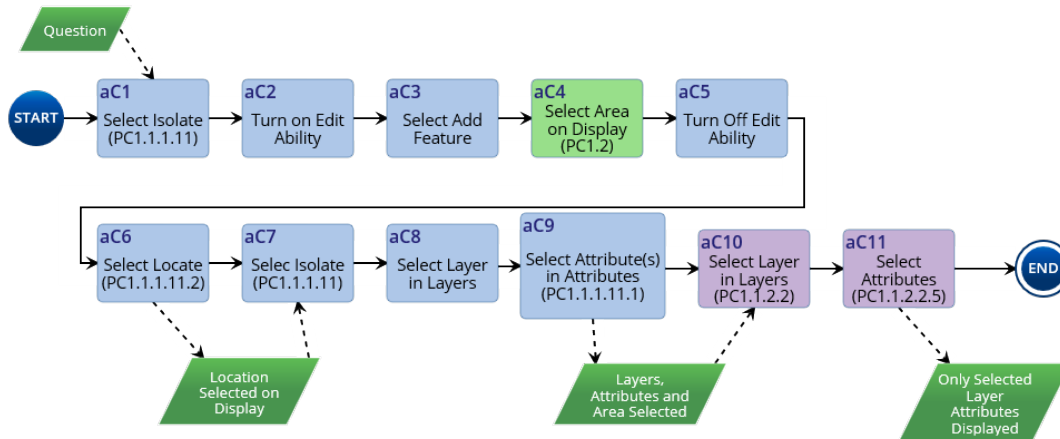 Question
START
aC1
Select Isolate
(PC1.1.1.11)
aC2
Turn on Edit
Ability
aC3
Select Add
Feature
aC4
Select Area
on Display
(PC1.2)
aC5
Turn Off Edit
Ability
aC6
Select Locate
(PC1.1.1.11.2)
aC7
Selec Isolate
(PC1.1.1.11)
aC8
Select Layer
in Layers
aC9
Select Attribute(s)
in Attributes
(PC1.1.1.11.1)
aC10
Select Layer
in Layers
(PC1.1.2.2)
aC11
Select
Attributes
(PC1.1.2.2.5)
END
Location
Selected on
Display
Layers,
Attributes and
Area Selected
Only Selected
Layer
Attributes
Displayed